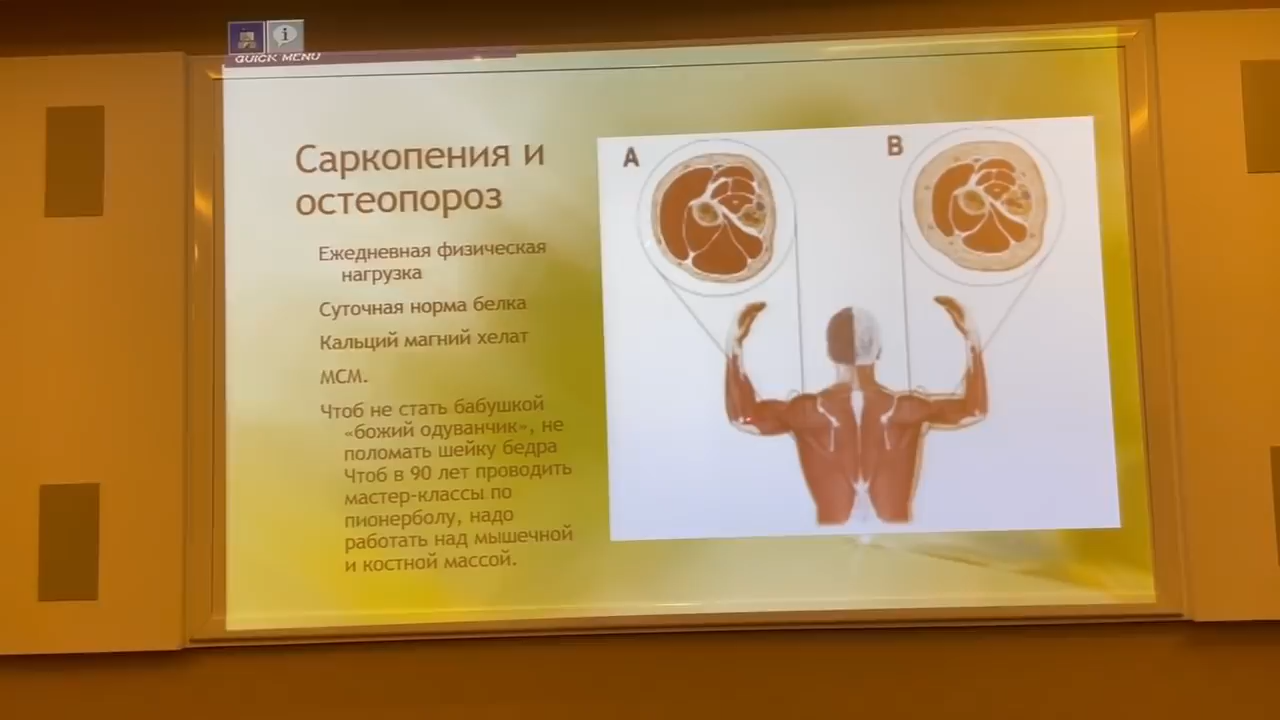 QUICK MENU
Саркопения и
остеопороз
Ежедневная физическая
нагрузка
Суточная норма белка
Кальций магний хелат
МСМ.
Чтоб не стать бабушкой
«божий одуванчик», не
поломать шейку бедра
Чтоб в 90 лет проводить
мастер-классы по
пионерболу, надо
работать над мышечной
и костной массой.
A
B